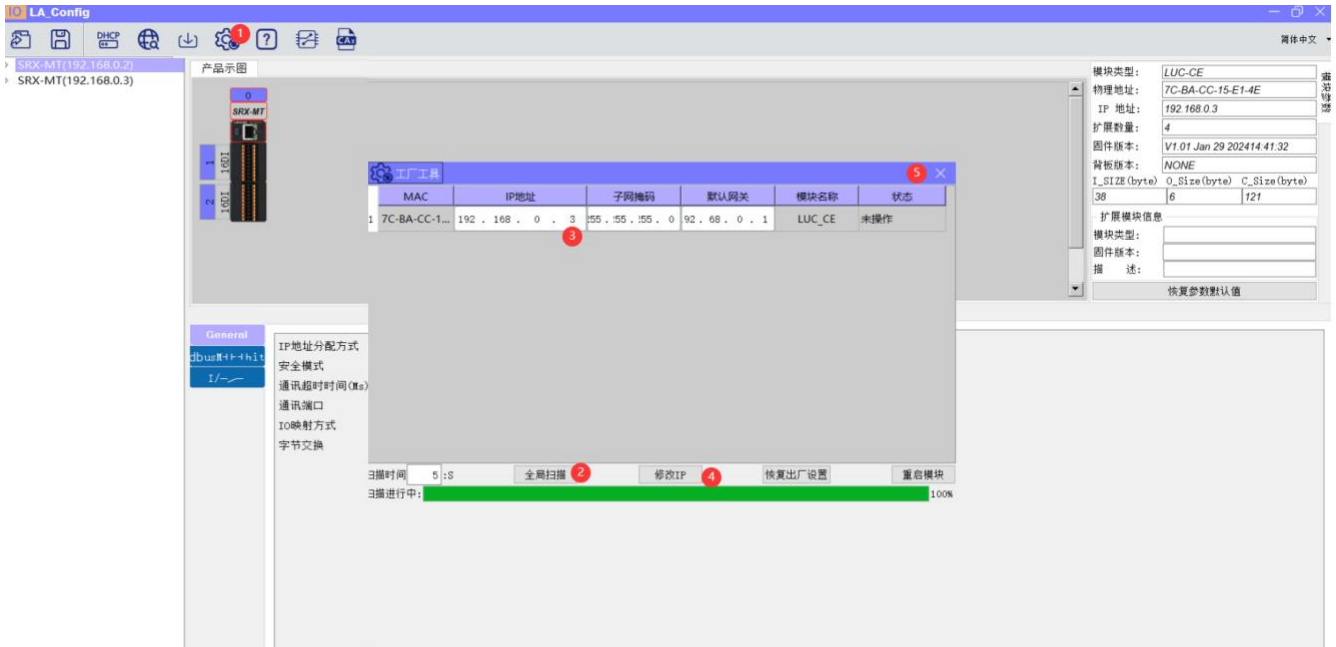 IO LA_Config
DHCP
1
?
CAT
简体中文
SRX-MT(192.168.0.2)
SRX-MT(192.168.0.3)
产品示图
0
SRX-MT
1 16DI
2 16DI
工厂工具
5
MAC IP地址 子网掩码 默认网关 模块名称 状态
1 7C-BA-CC-1... 192 . 168 . 0 . 3 55 . 55 . 55 . 0 92 . 68 . 0 . 1 LUC_CE 未操作
3
扫描时间 5 :S 全局扫描 2 修改IP 4 恢复出厂设置 重启模块
扫描进行中: 100%
模块类型: LUC-CE
物理地址: 7C-BA-CC-15-E1-4E
IP 地址: 192.168.0.3
扩展数量: 4
固件版本: V1.01 Jan 29 202414:41:32
背板版本: NONE
I_SIZE(byte) O_Size(byte) C_Size(byte)
38 6 121
扩展模块信息
模块类型:
固件版本:
描 述:
恢复参数默认值
General
IP地址分配方式
安全模式
通讯超时时间(Ms)
通讯端口
IO映射方式
字节交换